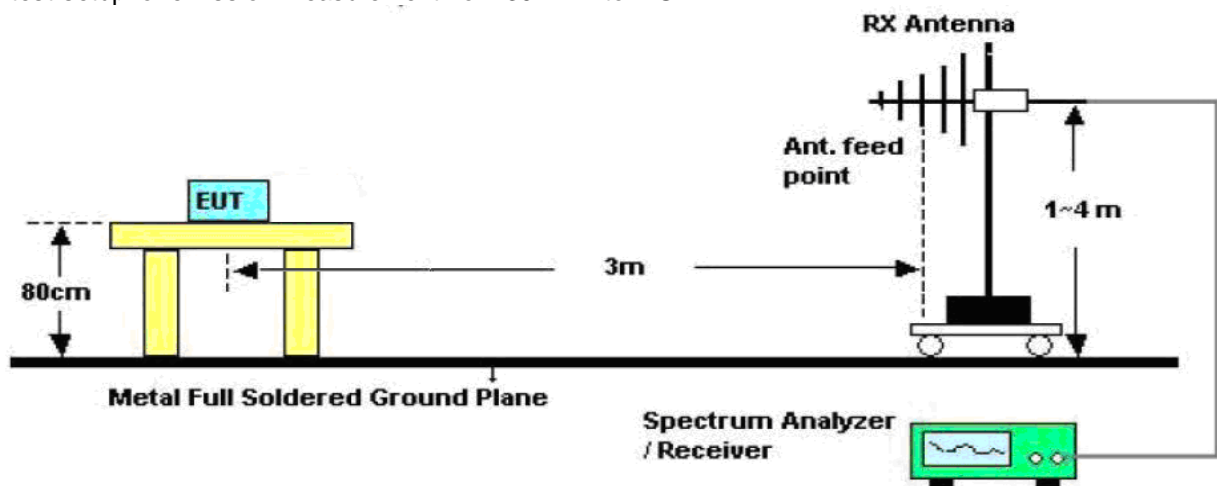 RX Antenna
Ant. feed
point
EUT
1~4 m
3m
80cm
Metal Full Soldered Ground Plane
Spectrum Analyzer
/ Receiver